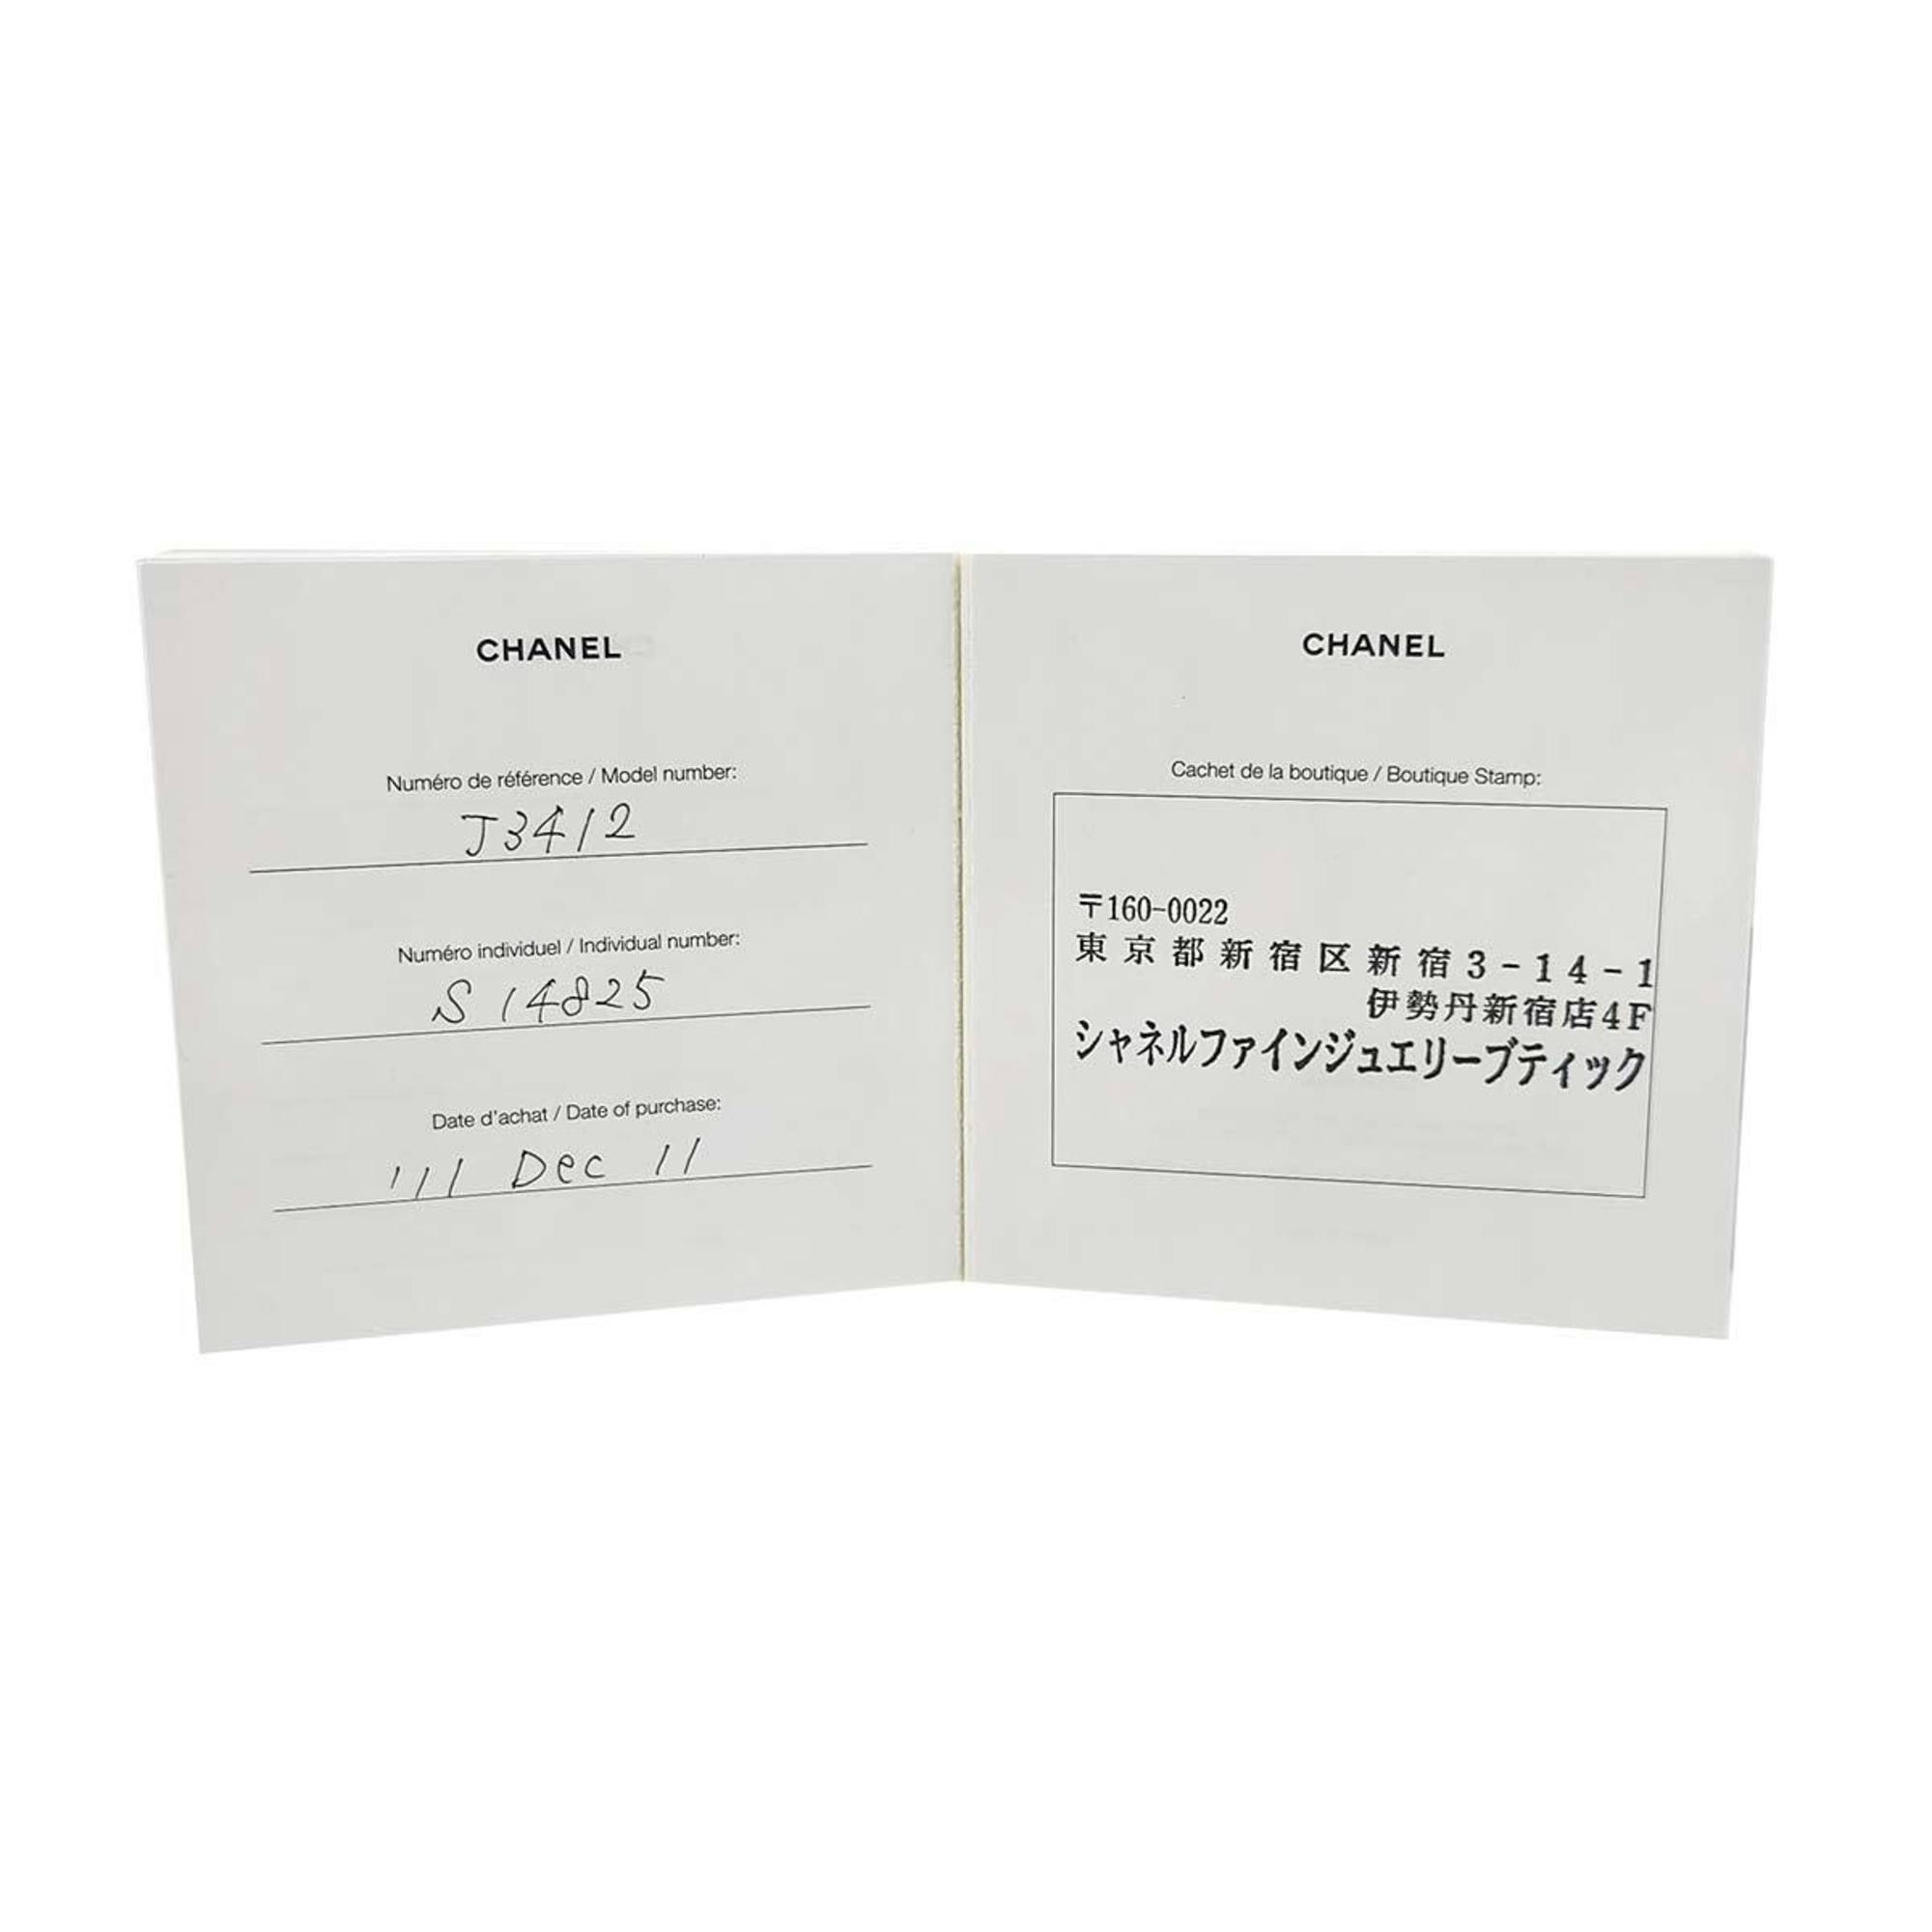 CHANEL
Numéro de référence / Model number:
J3412
Numéro individuel / Individual number:
S 14825
Date d'achat / Date of purchase:
'11 Dec 11
CHANEL
Cachet de la boutique / Boutique Stamp:
〒160-0022
東京都新宿区新宿3-14-1
伊勢丹新宿店4F
シャネルファインジュエリーブティック